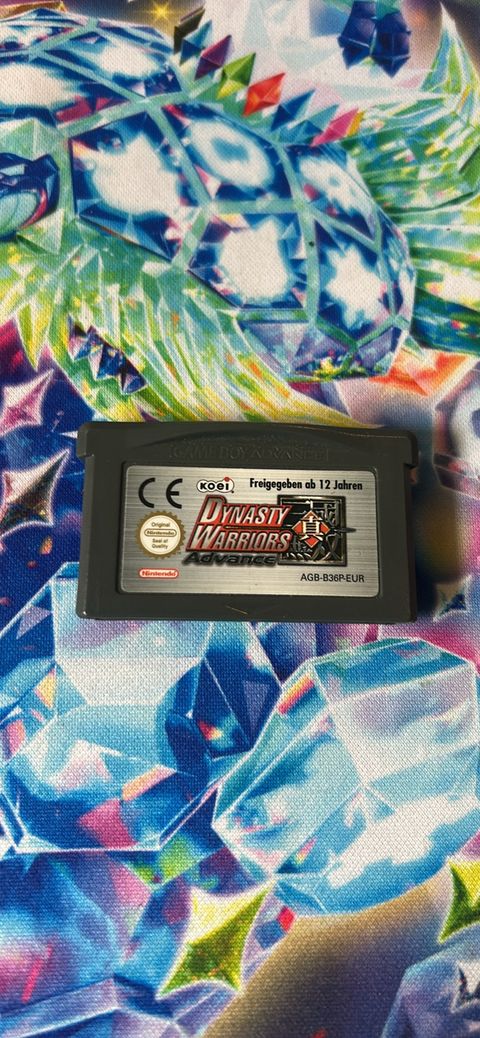 GAME BOY ADVANCE
CE
KOEI
Freigegeben ab 12 Jahren
Original
Nintendo
Seal of
Quality
DYNASTY
WARRIORS
Advance
Nintendo
AGB-B36P-EUR